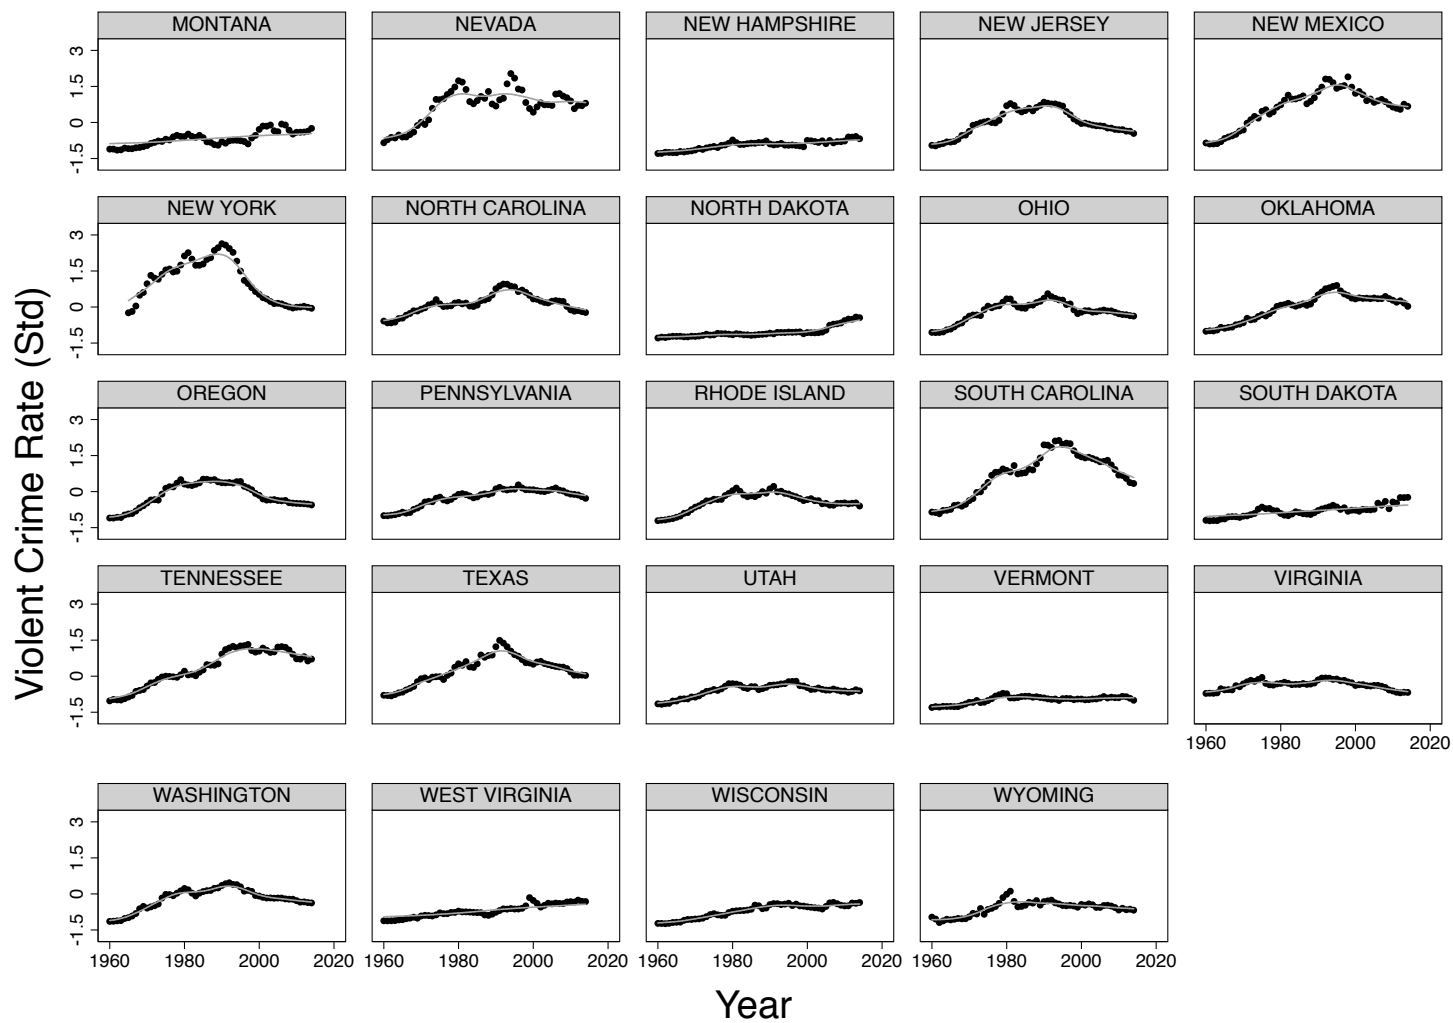 MONTANA NEVADA NEW HAMPSHIRE NEW JERSEY NEW MEXICO
3
1.5
0
-1.5
NEW YORK NORTH CAROLINA NORTH DAKOTA OHIO OKLAHOMA
3
1.5
0
-1.5
OREGON PENNSYLVANIA RHODE ISLAND SOUTH CAROLINA SOUTH DAKOTA
3
1.5
0
-1.5
TENNESSEE TEXAS UTAH VERMONT VIRGINIA
3
1.5
0
-1.5
1960 1980 2000 2020
WASHINGTON WEST VIRGINIA WISCONSIN WYOMING
3
1.5
0
-1.5
1960 1980 2000 2020 1960 1980 2000 2020 1960 1980 2000 2020 1960 1980 2000 2020
Violent Crime Rate (Std)
Year